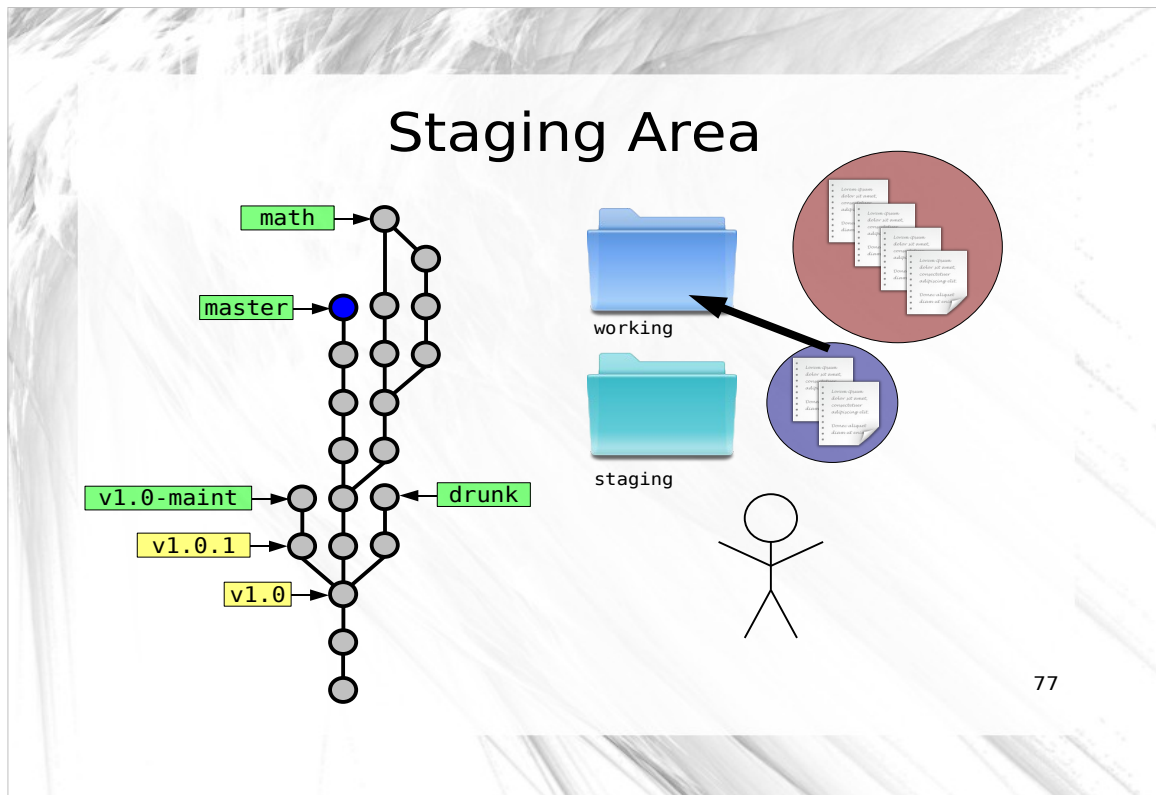 Staging Area
math
master
working
staging
v1.0-maint
drunk
v1.0.1
v1.0
77